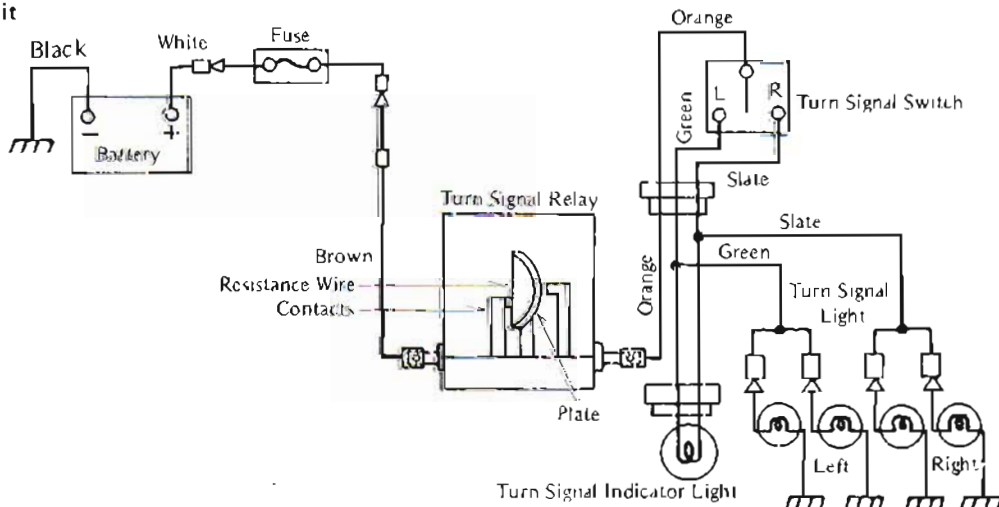 it
Orange
Black
White
Fuse
L
R
Turn Signal Switch
Green
−
+
Battery
Slate
Turn Signal Relay
Slate
Green
Brown
Resistance Wire
Contacts
Orange
Turn Signal
Light
Plate
Left
Right
Turn Signal Indicator Light